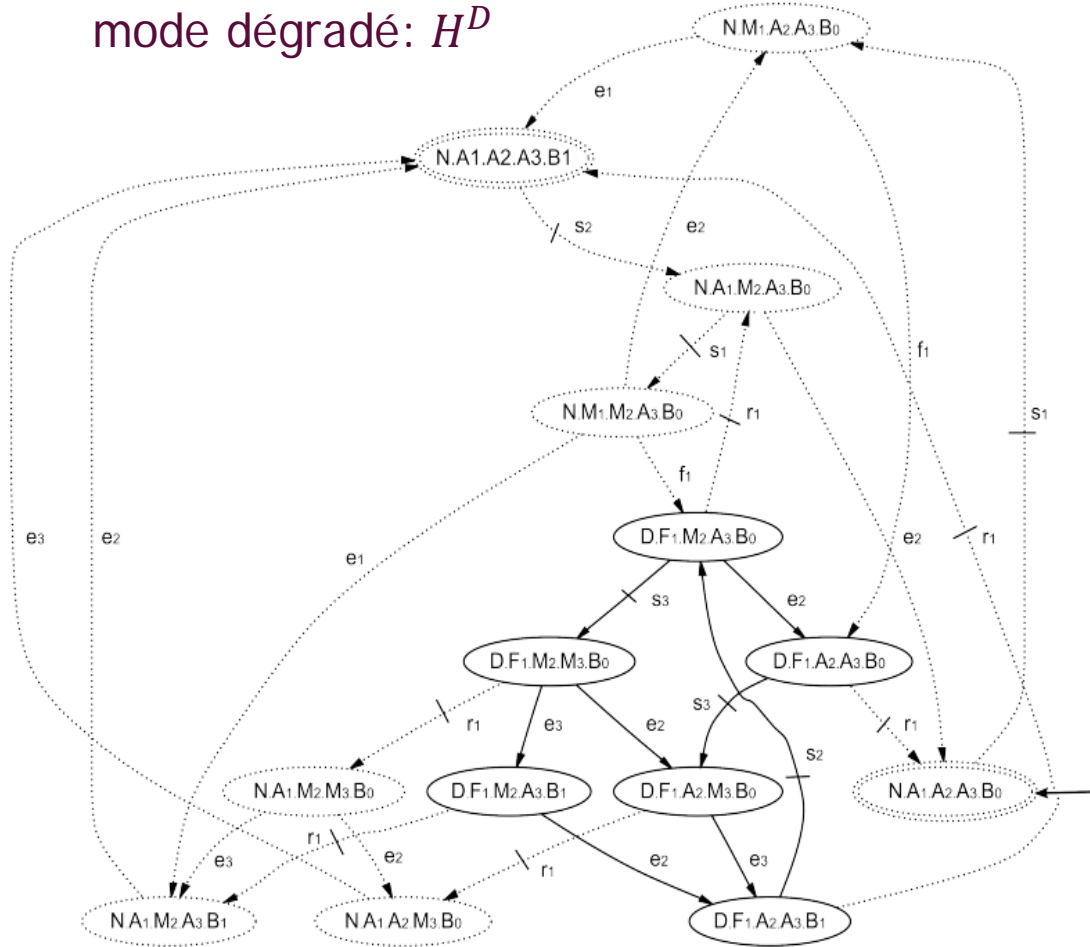 mode dégradé: H^D
N.M₁.A₂.A₃.B₀
e₁
N.A1.A2.A3.B1
s₂
e₂
N.A₁.M₂.A₃.B₀
s₁
f₁
N.M₁.M₂.A₃.B₀
r₁
s₁
f₁
D.F₁.M₂.A₃.B₀
e₃
e₂
e₁
e₂
r₁
s₃
e₂
D.F₁.M₂.M₃.B₀
D.F₁.A₂.A₃.B₀
r₁
e₃
e₂
s₃
r₁
s₂
N.A₁.M₂.M₃.B₀
D.F₁.M₂.A₃.B₁
D.F₁.A₂.M₃.B₀
N.A₁.A₂.A₃.B₀
e₃
e₂
r₁
e₂
r₁
e₃
N.A₁.M₂.A₃.B₁
N.A₁.A₂.M₃.B₀
D.F₁.A₂.A₃.B₁